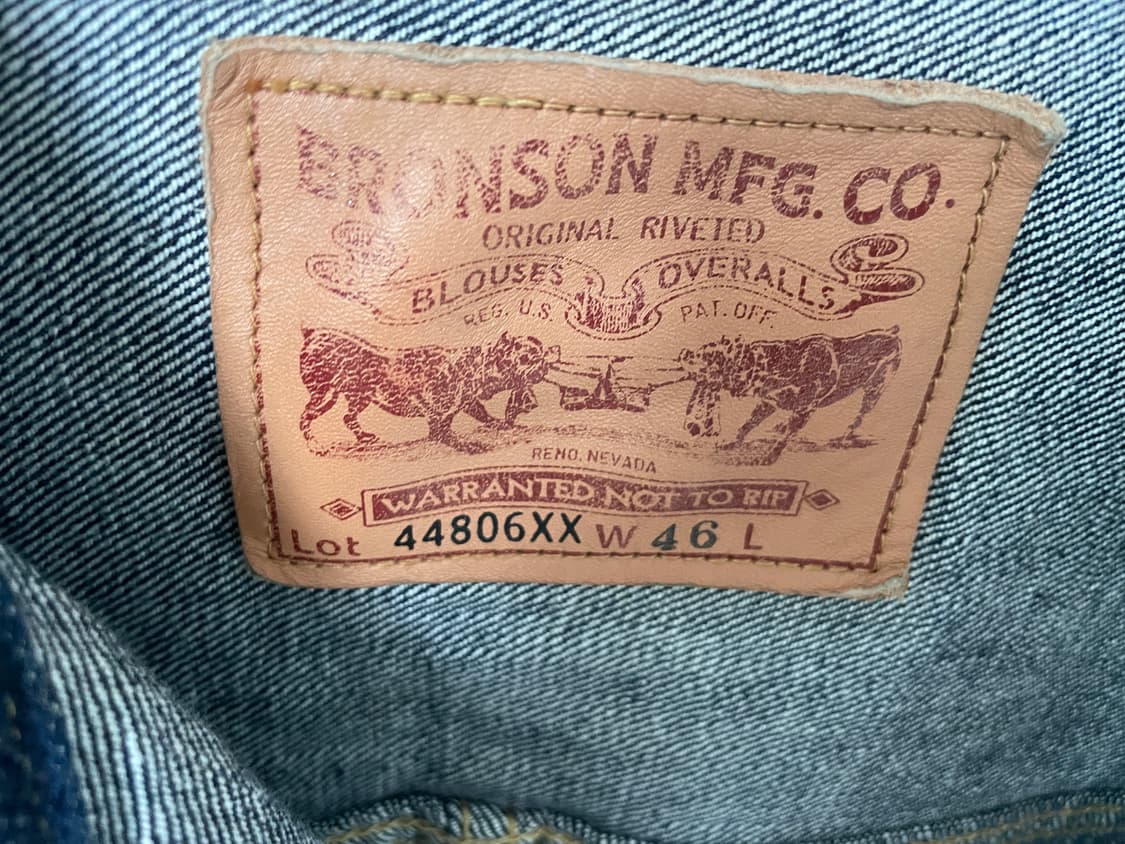 BRONSON MFG. CO.
ORIGINAL RIVETED
BLOUSES OVERALLS
REG. U.S. PAT. OFF.
RENO, NEVADA
WARRANTED NOT TO RIP
Lot 44806XX W 46 L